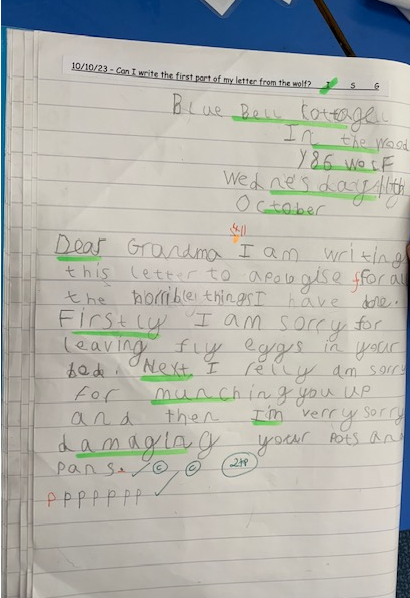 10/10/23 - Can I write the first part of my letter from the wolf? I S G
Blue Bell Cottage
In the wood
Y86 WOLF
Wednesday 11th
October
Dear Grandma I am writing
this letter to apologise for all
the horrible things I have done.
Firstly I am sorry for
leaving fly eggs in your
bed. Next I relly am sorry
For munching you up
and then I'm verry sorry
damaging your Pots and
pans.
C C 2HP
P P P P P P P